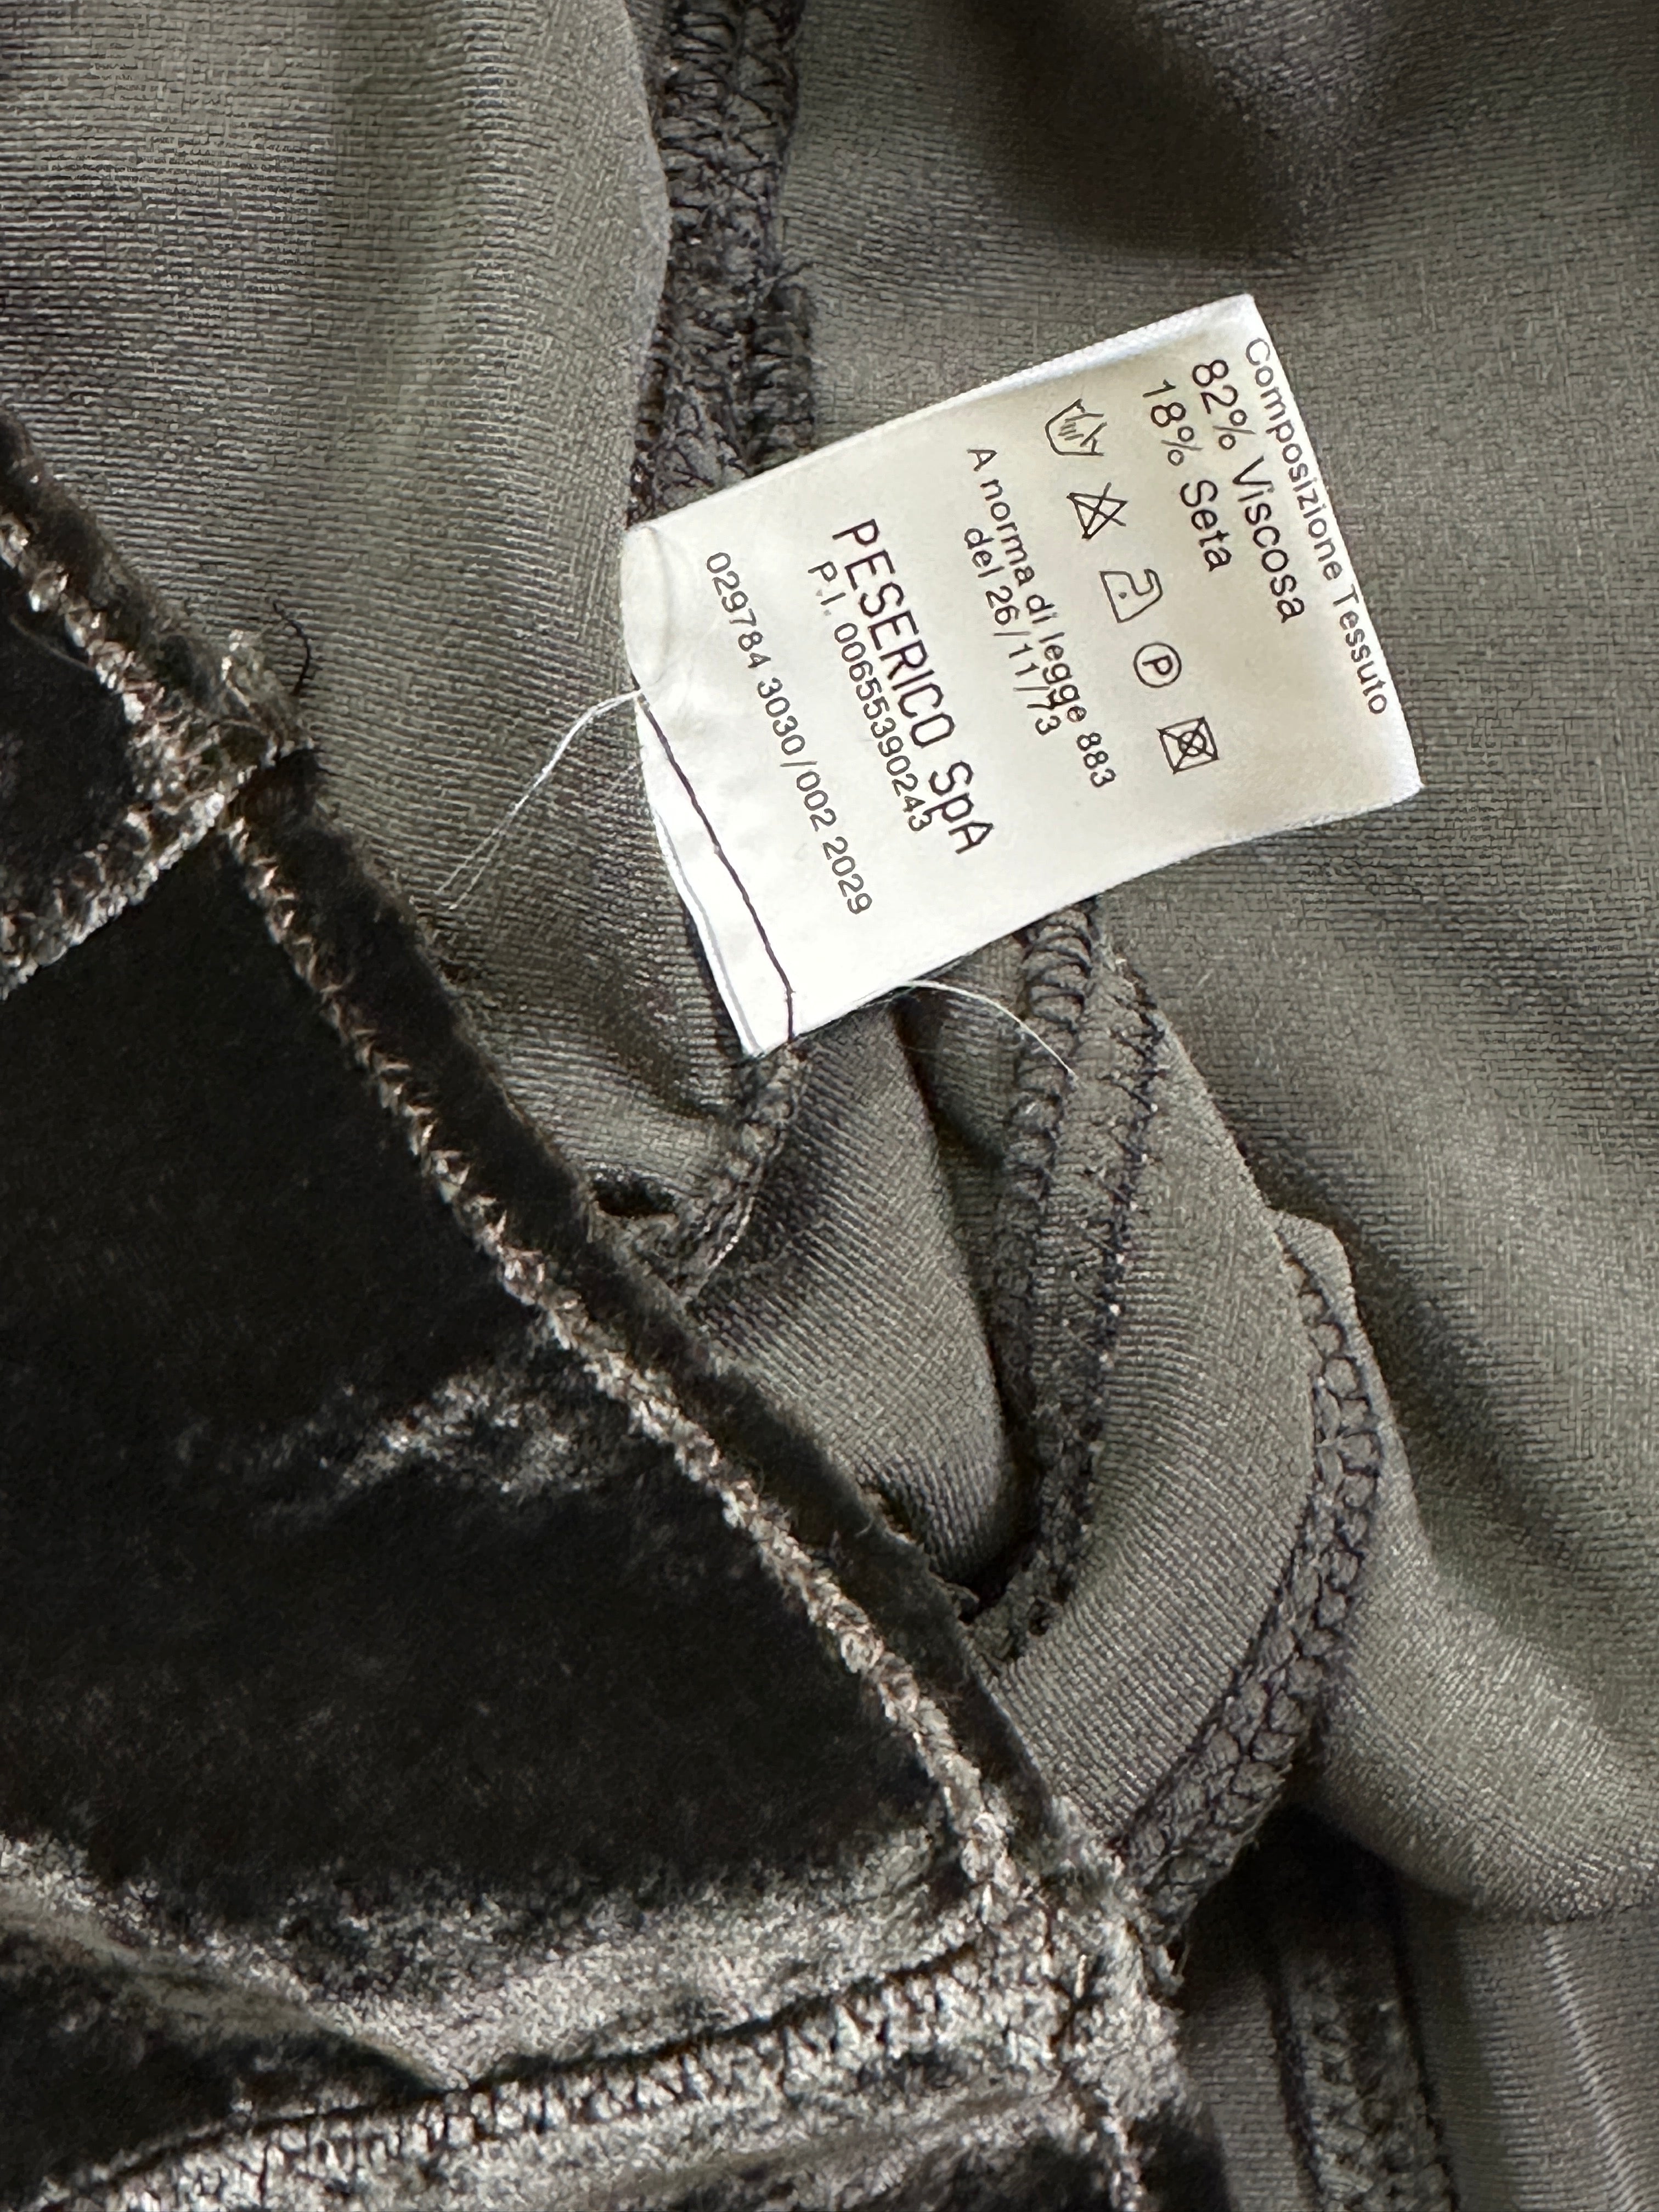 Composizione Tessuto
82% Viscosa
18% Seta
P
A norma di legge 883
del 26/11/73
PESERICO SpA
P.I. 00655390243
029784 3030/002 2029